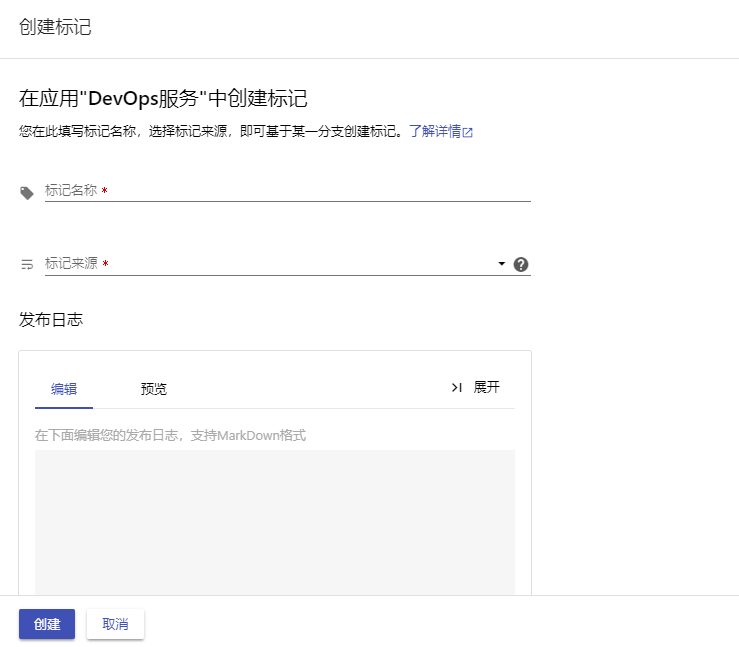 创建标记
在应用"DevOps服务"中创建标记
您在此填写标记名称，选择标记来源，即可基于某一分支创建标记。了解详情
标记名称 *
标记来源 *
发布日志
编辑 预览 展开
在下面编辑您的发布日志，支持MarkDown格式
创建 取消